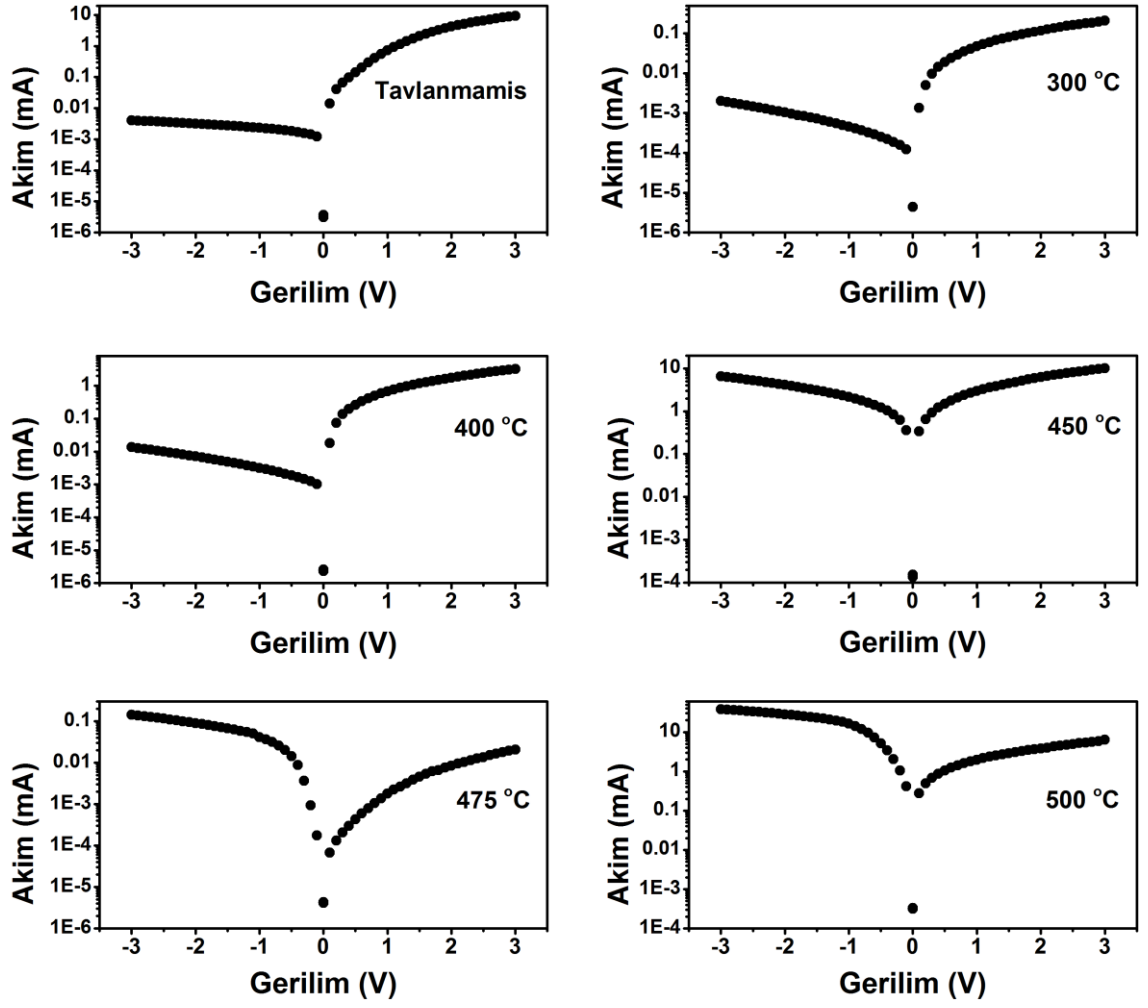 10
1
0.1
0.01
1E-3
1E-4
1E-5
1E-6
Akim (mA)
Tavlanmamis
-3 -2 -1 0 1 2 3
Gerilim (V)
0.1
0.01
1E-3
1E-4
1E-5
1E-6
Akim (mA)
300 °C
-3 -2 -1 0 1 2 3
Gerilim (V)
1
0.1
0.01
1E-3
1E-4
1E-5
1E-6
Akim (mA)
400 °C
-3 -2 -1 0 1 2 3
Gerilim (V)
10
1
0.1
0.01
1E-3
1E-4
Akim (mA)
450 °C
-3 -2 -1 0 1 2 3
Gerilim (V)
0.1
0.01
1E-3
1E-4
1E-5
1E-6
Akim (mA)
475 °C
-3 -2 -1 0 1 2 3
Gerilim (V)
10
1
0.1
0.01
1E-3
1E-4
Akim (mA)
500 °C
-3 -2 -1 0 1 2 3
Gerilim (V)